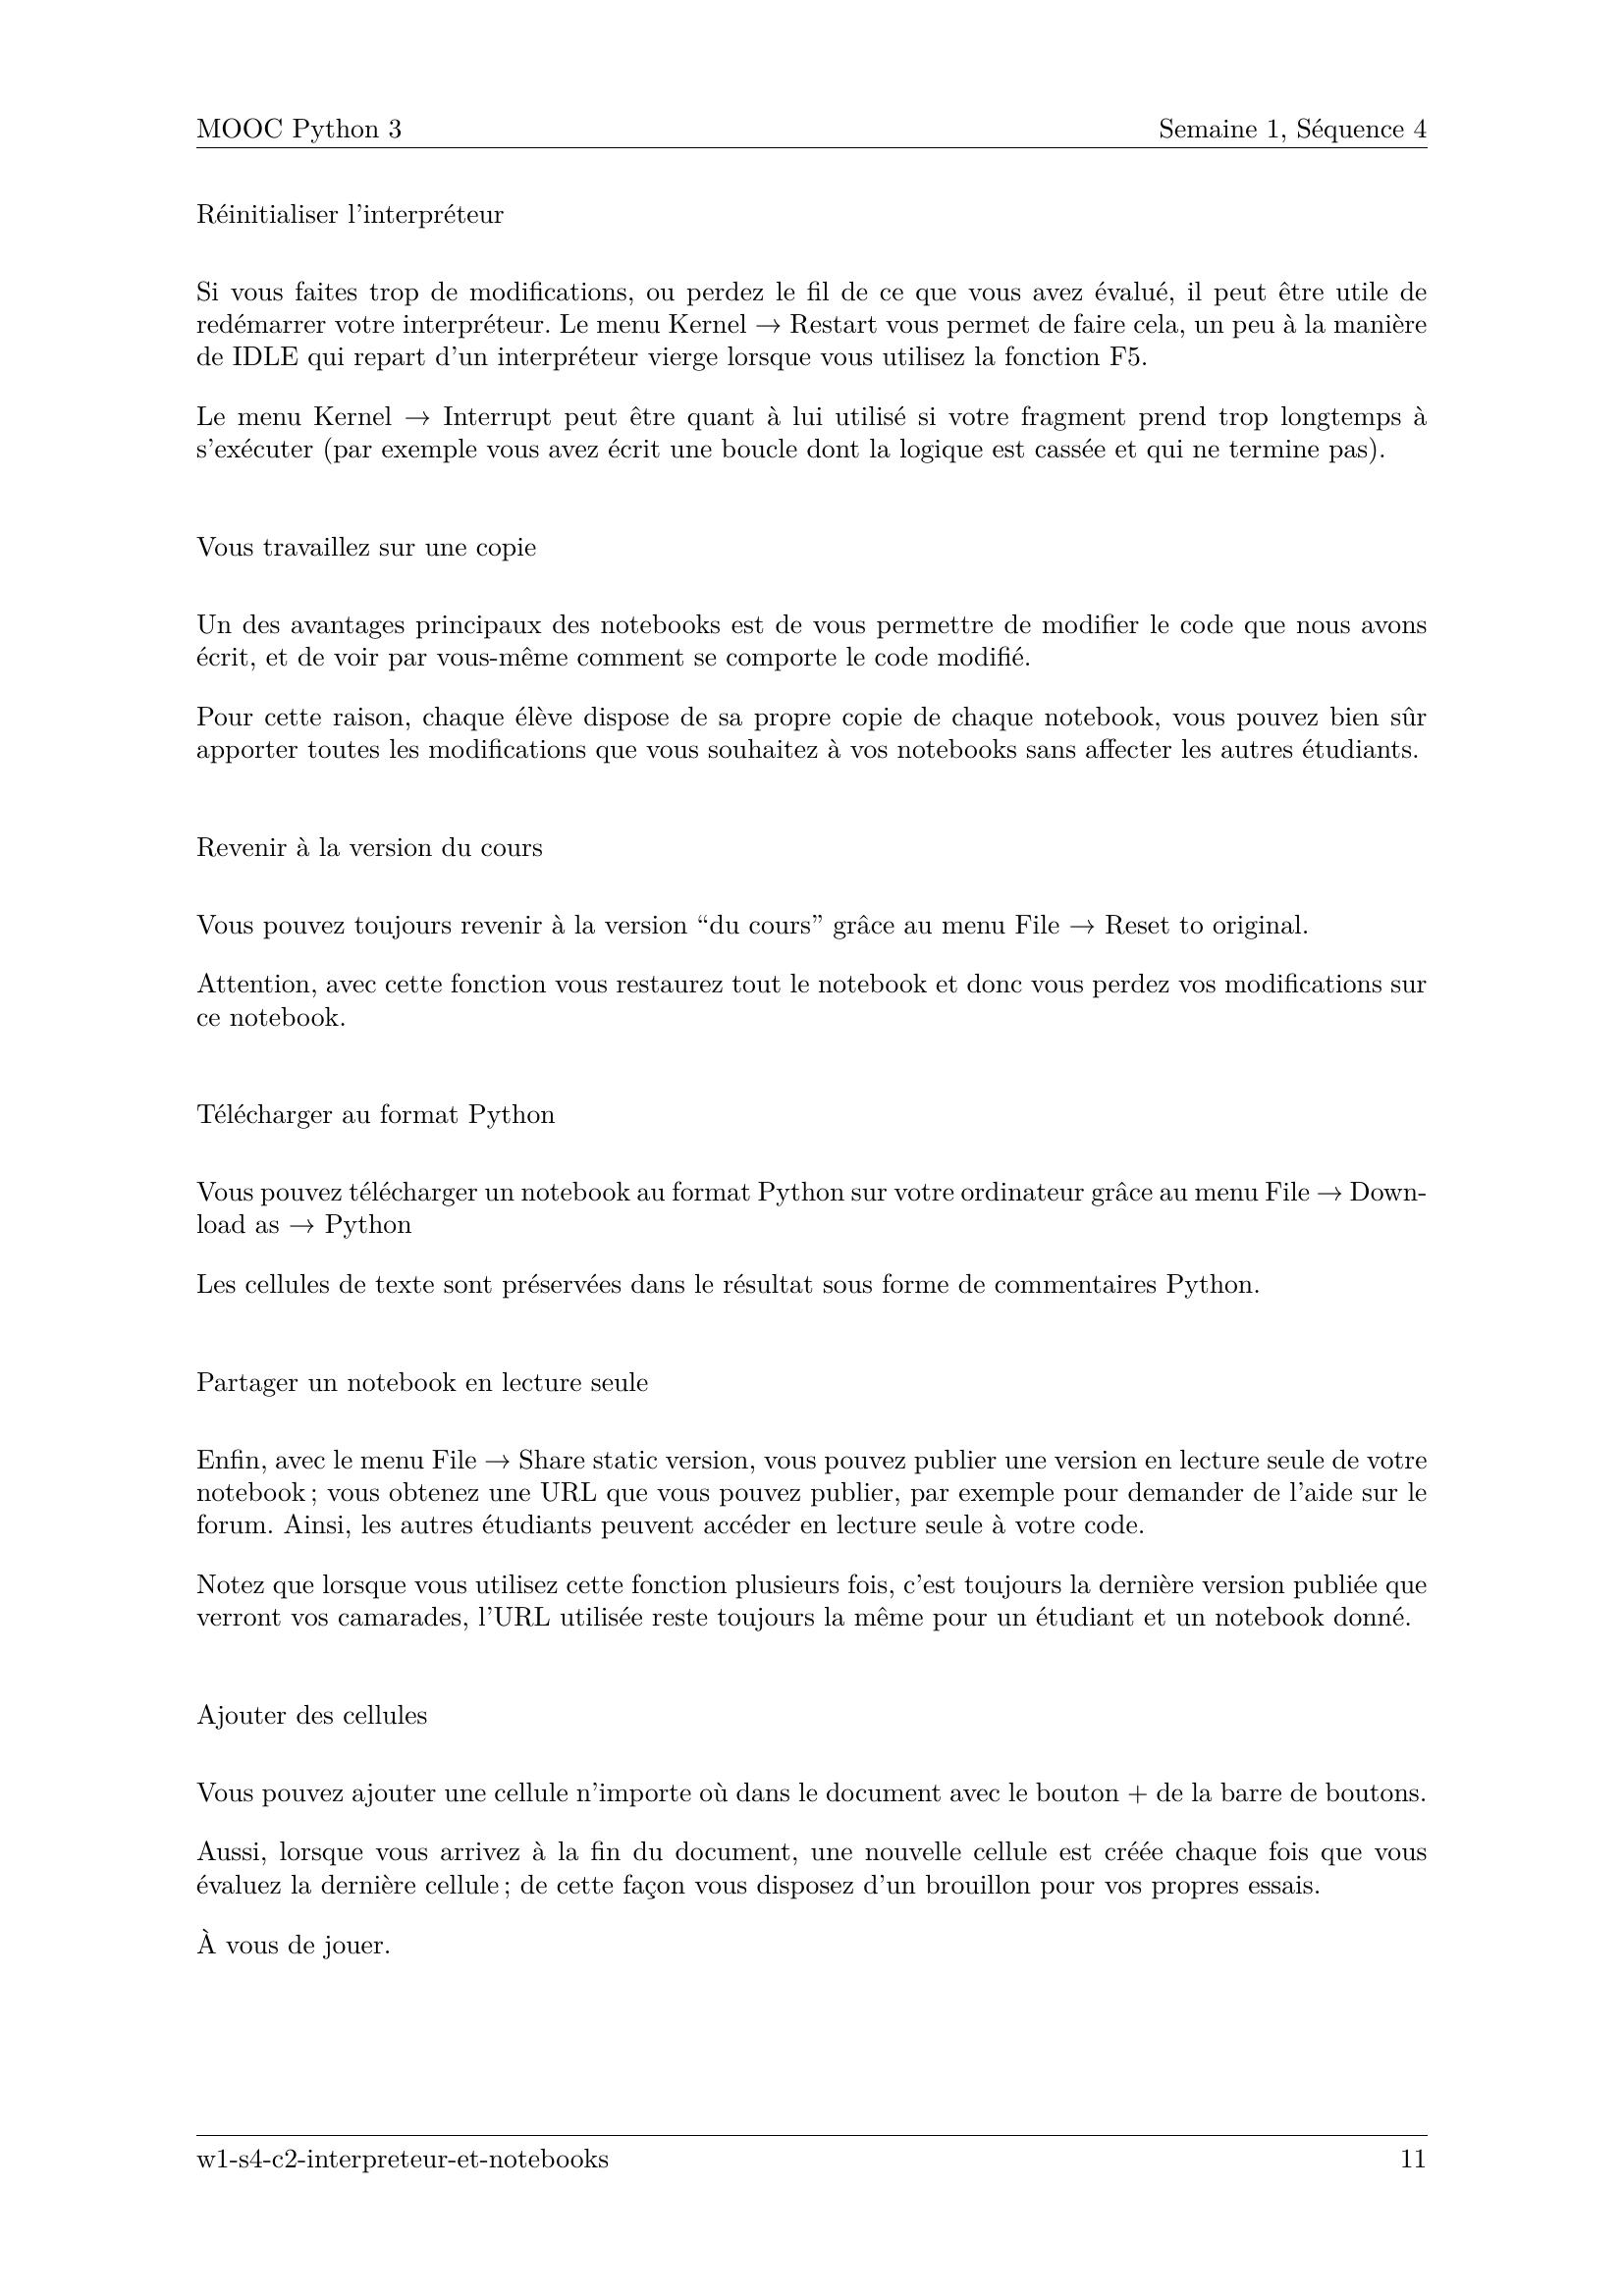 MOOC Python 3
Semaine 1, Séquence 4
Réinitialiser l'interpréteur
Si vous faites trop de modifications, ou perdez le fil de ce que vous avez évalué, il peut être utile de
redémarrer votre interpréteur. Le menu Kernel → Restart vous permet de faire cela, un peu à la manière
de IDLE qui repart d'un interpréteur vierge lorsque vous utilisez la fonction F5.
Le menu Kernel → Interrupt peut être quant à lui utilisé si votre fragment prend trop longtemps à
s'exécuter (par exemple vous avez écrit une boucle dont la logique est cassée et qui ne termine pas).
Vous travaillez sur une copie
Un des avantages principaux des notebooks est de vous permettre de modifier le code que nous avons
écrit, et de voir par vous-même comment se comporte le code modifié.
Pour cette raison, chaque élève dispose de sa propre copie de chaque notebook, vous pouvez bien sûr
apporter toutes les modifications que vous souhaitez à vos notebooks sans affecter les autres étudiants.
Revenir à la version du cours
Vous pouvez toujours revenir à la version “du cours” grâce au menu File → Reset to original.
Attention, avec cette fonction vous restaurez tout le notebook et donc vous perdez vos modifications sur
ce notebook.
Télécharger au format Python
Vous pouvez télécharger un notebook au format Python sur votre ordinateur grâce au menu File → Down-
load as → Python
Les cellules de texte sont préservées dans le résultat sous forme de commentaires Python.
Partager un notebook en lecture seule
Enfin, avec le menu File → Share static version, vous pouvez publier une version en lecture seule de votre
notebook ; vous obtenez une URL que vous pouvez publier, par exemple pour demander de l'aide sur le
forum. Ainsi, les autres étudiants peuvent accéder en lecture seule à votre code.
Notez que lorsque vous utilisez cette fonction plusieurs fois, c'est toujours la dernière version publiée que
verront vos camarades, l'URL utilisée reste toujours la même pour un étudiant et un notebook donné.
Ajouter des cellules
Vous pouvez ajouter une cellule n'importe où dans le document avec le bouton + de la barre de boutons.
Aussi, lorsque vous arrivez à la fin du document, une nouvelle cellule est créée chaque fois que vous
évaluez la dernière cellule ; de cette façon vous disposez d'un brouillon pour vos propres essais.
À vous de jouer.
w1-s4-c2-interpreteur-et-notebooks
11